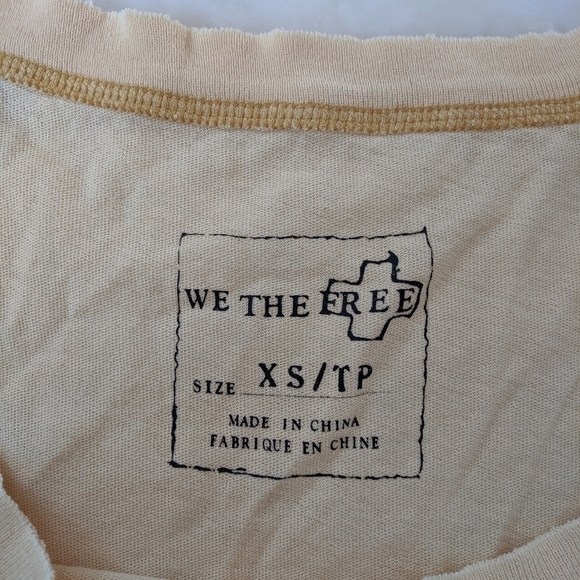 WE THE FREE
SIZE XS/TP
MADE IN CHINA
FABRIQUE EN CHINE